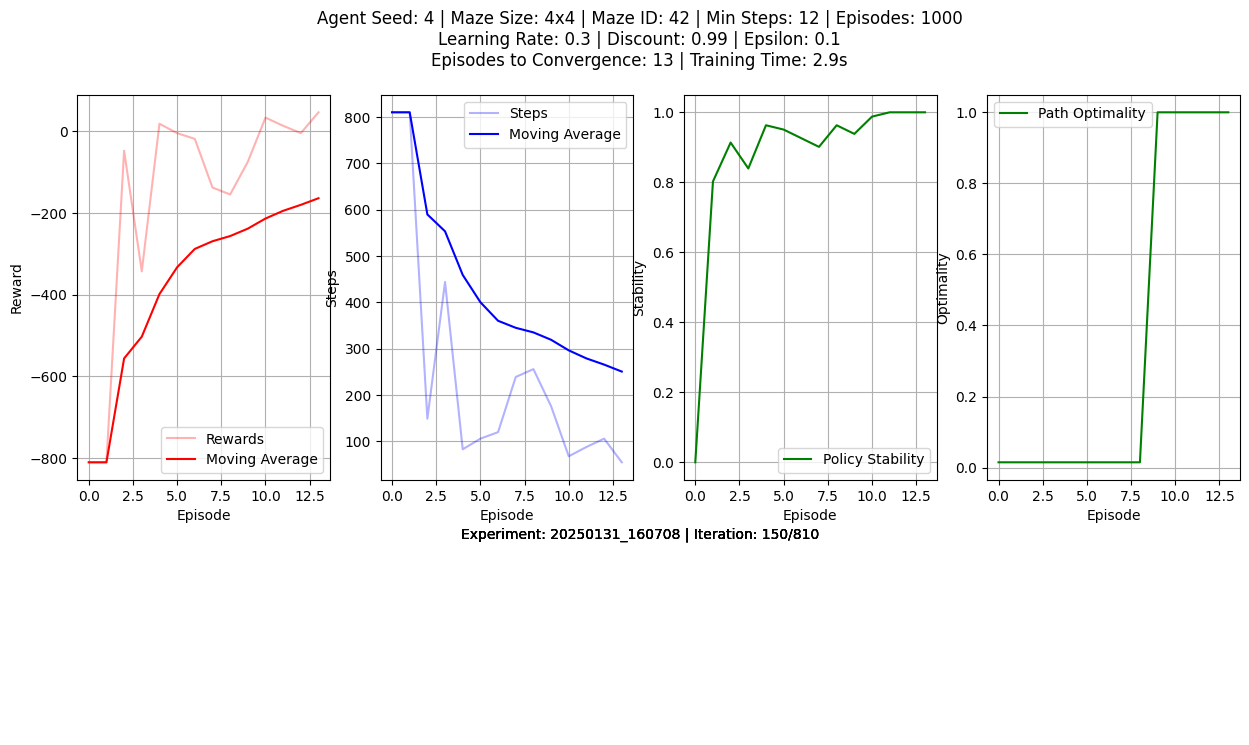 Agent Seed: 4 | Maze Size: 4x4 | Maze ID: 42 | Min Steps: 12 | Episodes: 1000
Learning Rate: 0.3 | Discount: 0.99 | Epsilon: 0.1
Episodes to Convergence: 13 | Training Time: 2.9s
Reward
0
−200
−400
−600
−800
Rewards
Moving Average
0.0 2.5 5.0 7.5 10.0 12.5
Episode
Steps
800
700
600
500
400
300
200
100
Steps
Moving Average
0.0 2.5 5.0 7.5 10.0 12.5
Episode
Stability
1.0
0.8
0.6
0.4
0.2
0.0
Policy Stability
0.0 2.5 5.0 7.5 10.0 12.5
Episode
Optimality
1.0
0.8
0.6
0.4
0.2
0.0
Path Optimality
0.0 2.5 5.0 7.5 10.0 12.5
Episode
Experiment: 20250131_160708 | Iteration: 150/810